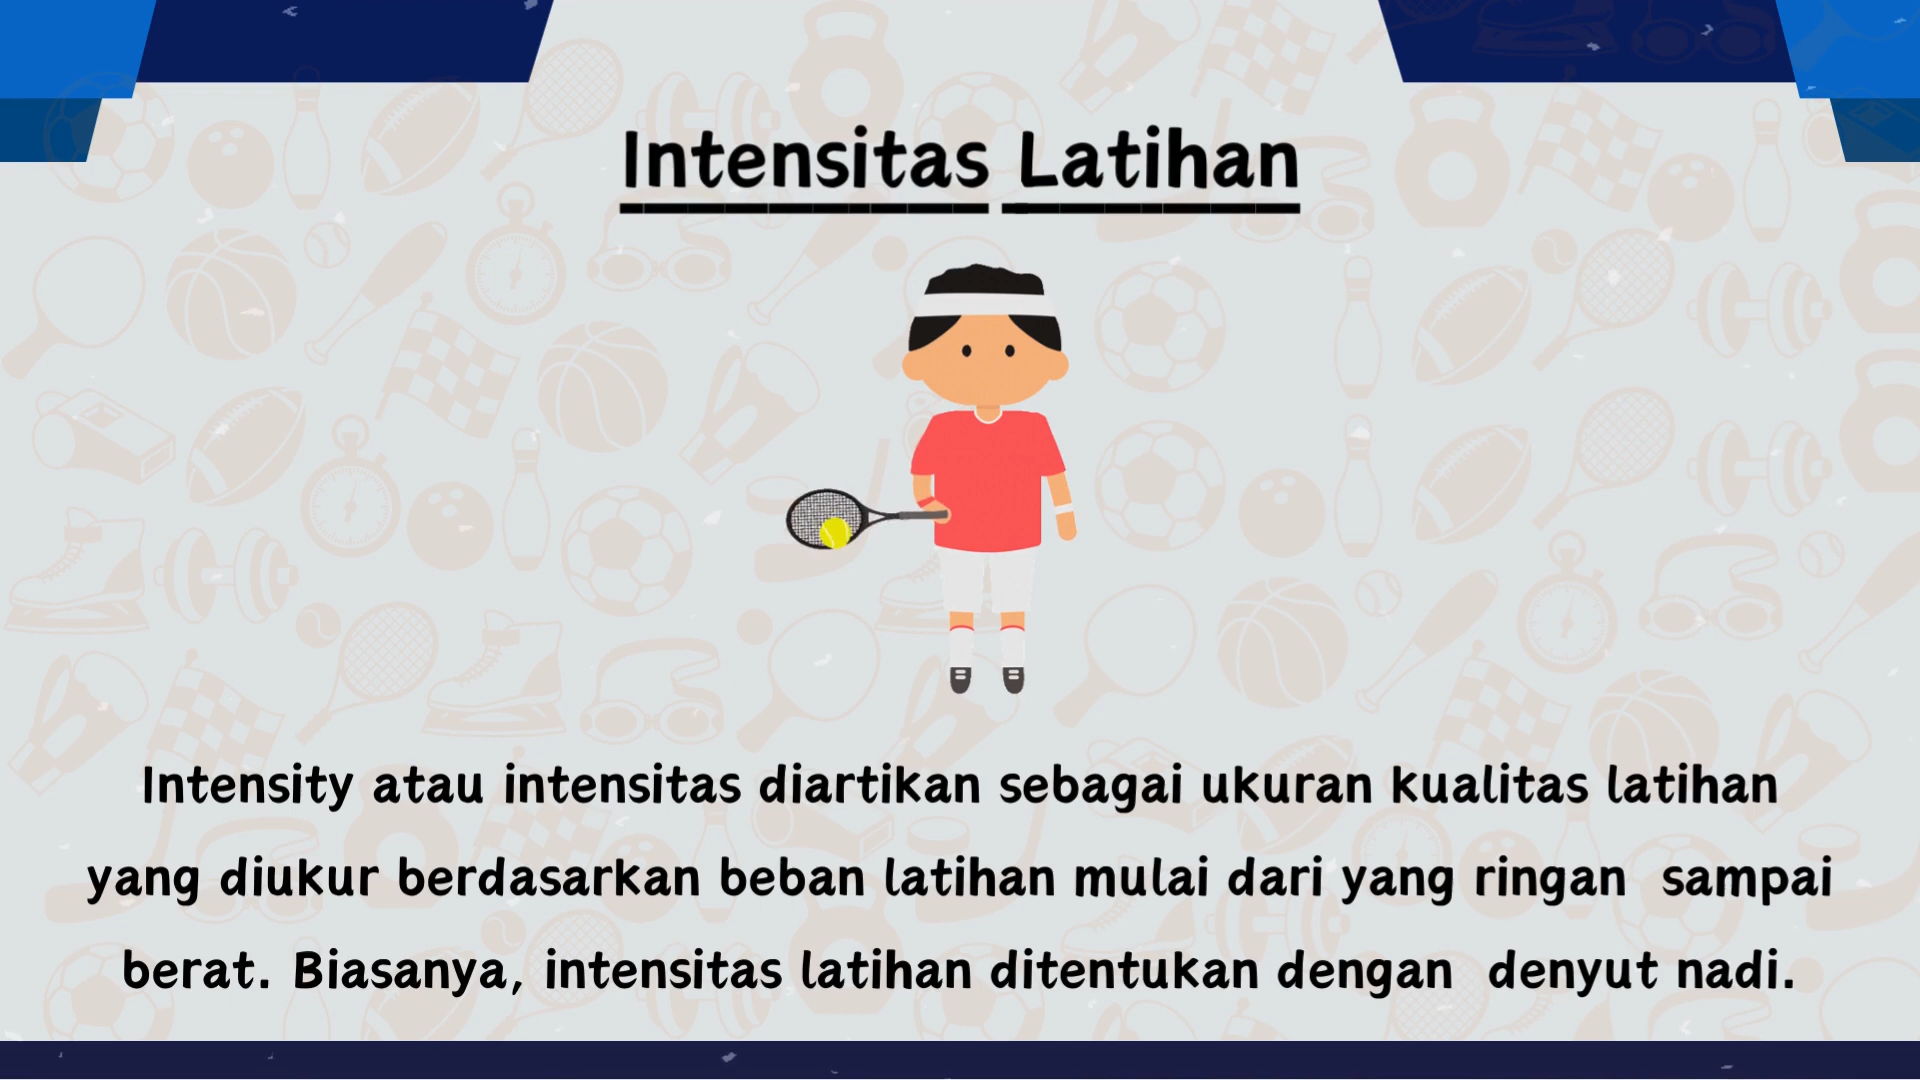 Intensitas Latihan
Intensity atau intensitas diartikan sebagai ukuran kualitas latihan
yang diukur berdasarkan beban latihan mulai dari yang ringan sampai
berat. Biasanya, intensitas latihan ditentukan dengan denyut nadi.